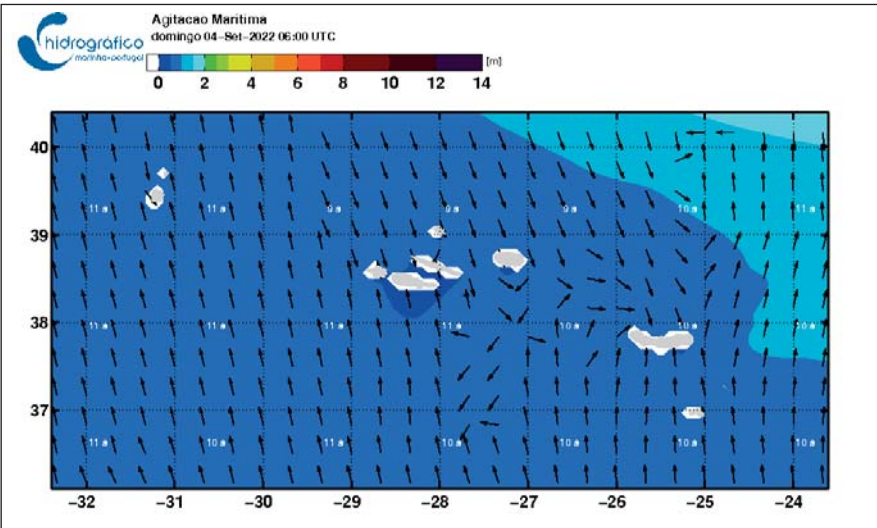 Agitacao Maritima
domingo 04-Set-2022 06:00 UTC
hidrográfico
marinha-portugal
[m]
0 2 4 6 8 10 12 14
40
11 s 11 s 9 s 9 s 9 s 10 s 11 s
39
38
11 s 11 s 11 s 10 s 10 s
37
11 s 10 s 10 s 10 s 10 s 10 s 10 s
-32 -31 -30 -29 -28 -27 -26 -25 -24